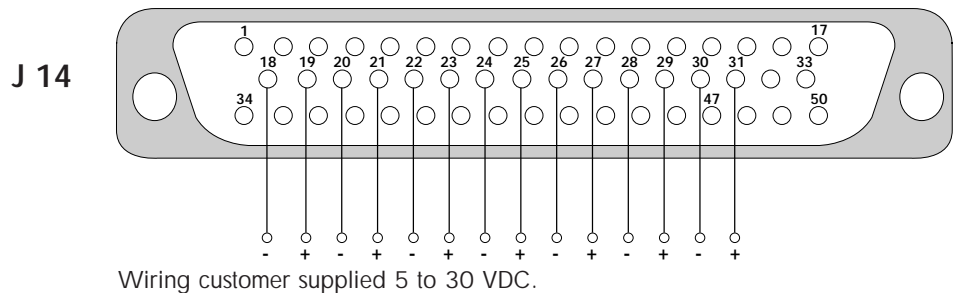 1 17
J 14
18 19 20 21 22 23 24 25 26 27 28 29 30 31 33
34 47 50
- + - + - + - + - + - + - +
Wiring customer supplied 5 to 30 VDC.